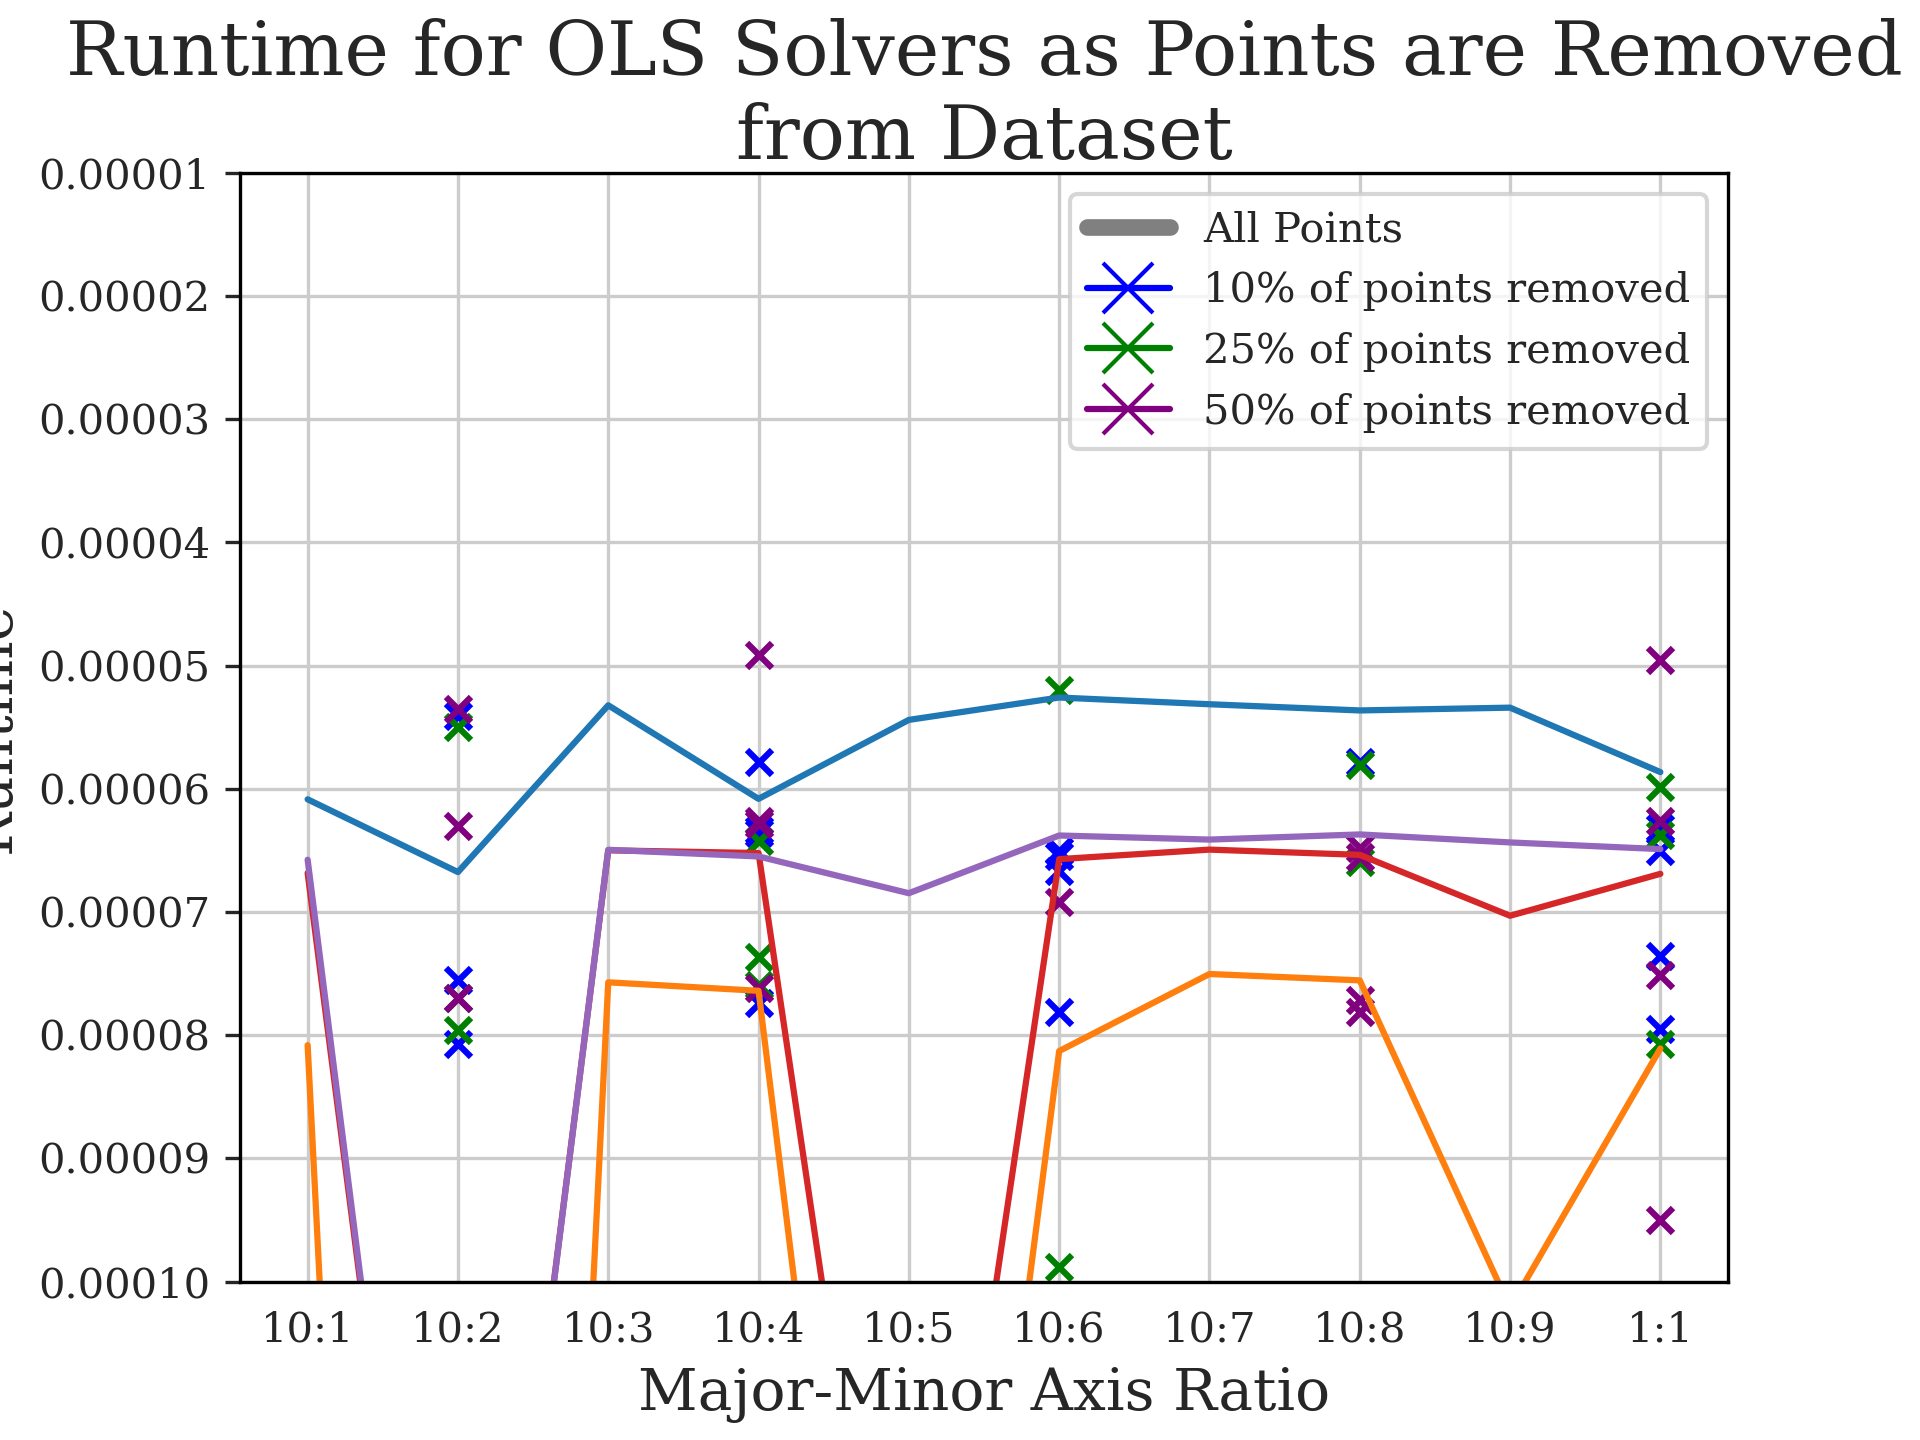 Runtime for OLS Solvers as Points are Removed
from Dataset
0.00001
0.00002
0.00003
0.00004
0.00005
0.00006
0.00007
0.00008
0.00009
0.00010
Runtime
All Points
10% of points removed
25% of points removed
50% of points removed
10:1 10:2 10:3 10:4 10:5 10:6 10:7 10:8 10:9 1:1
Major-Minor Axis Ratio